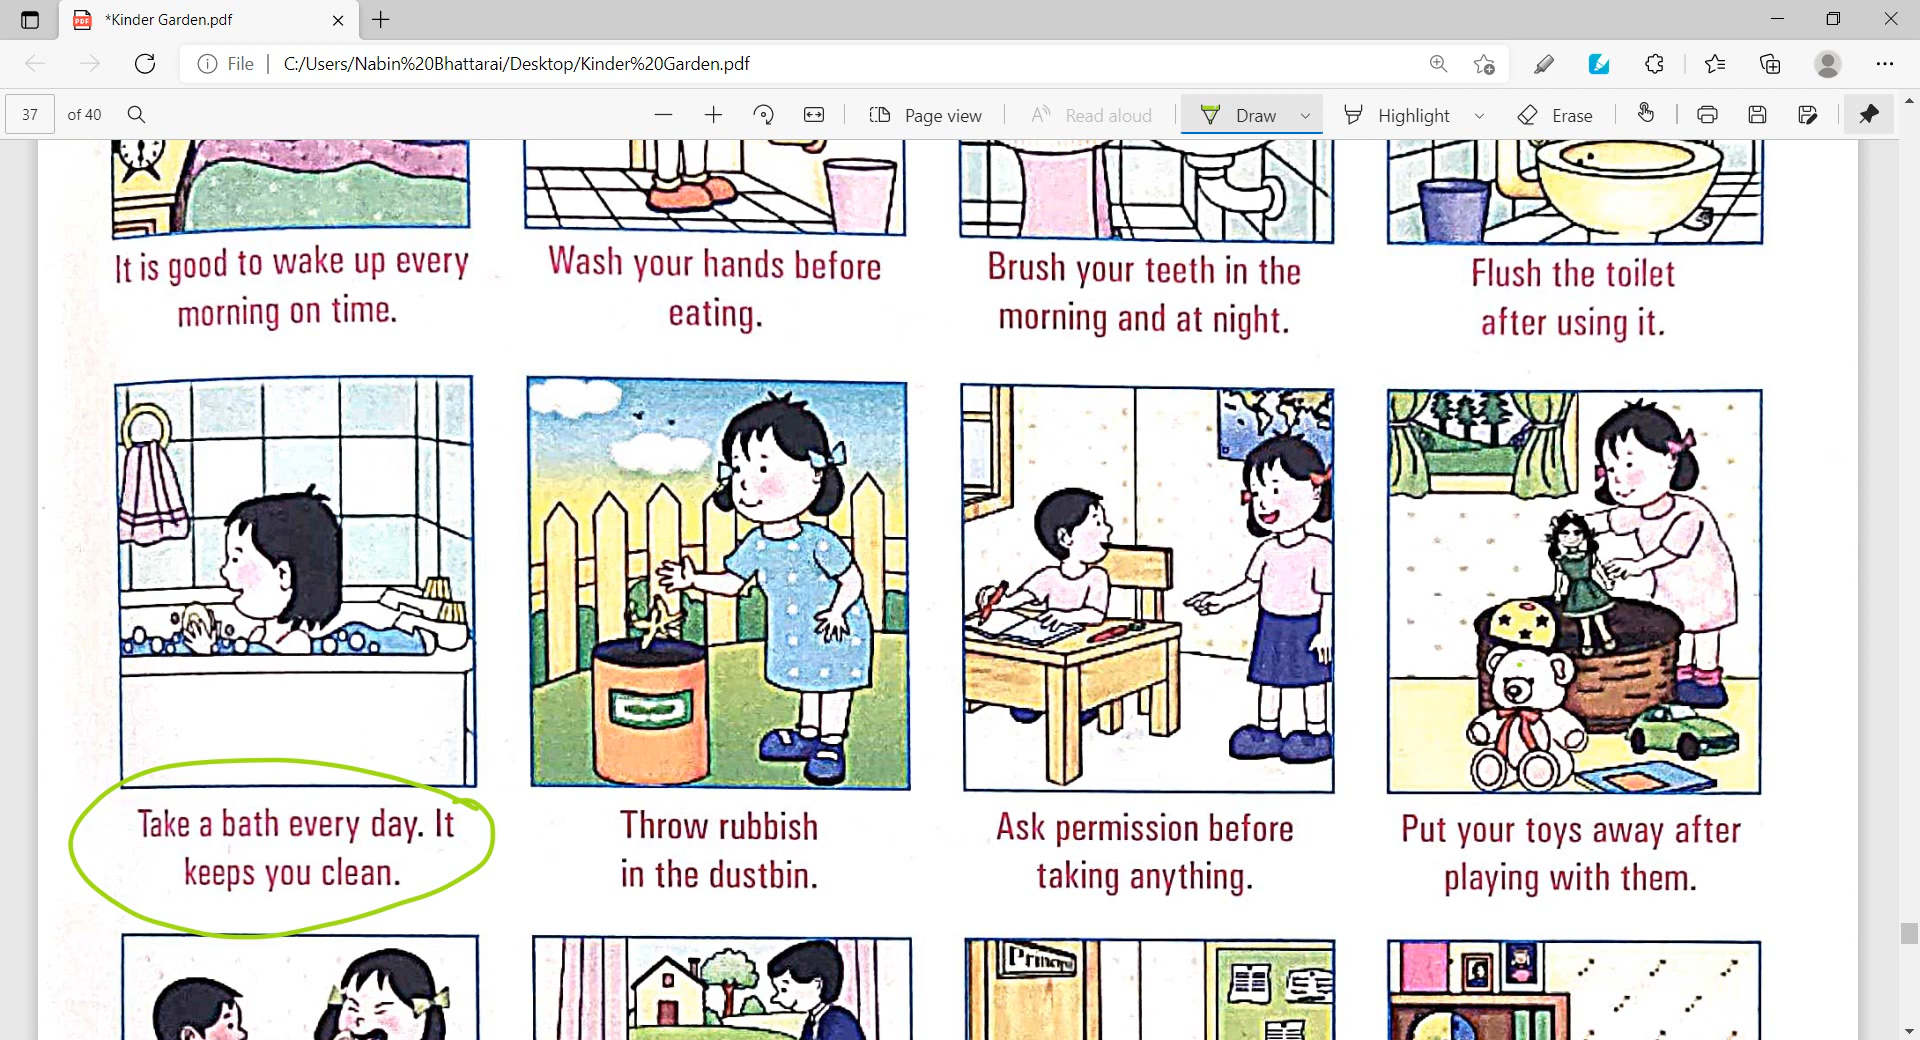 *Kinder Garden.pdf
File C:/Users/Nabin%20Bhattarai/Desktop/Kinder%20Garden.pdf
37 of 40 Page view Read aloud Draw Highlight Erase
It is good to wake up every
morning on time.
Wash your hands before
eating.
Brush your teeth in the
morning and at night.
Flush the toilet
after using it.
Take a bath every day. It
keeps you clean.
Throw rubbish
in the dustbin.
Ask permission before
taking anything.
Put your toys away after
playing with them.